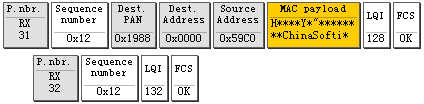 P.nbr. RX 31
Sequence number 0x12
Dest. PAN 0x1988
Dest. Address 0x0000
Source Address 0x59C0
MAC payload
H****Y*"******
**ChinaSofti*
LQI 128
FCS OK
P.nbr. RX 32
Sequence number 0x12
LQI 132
FCS OK